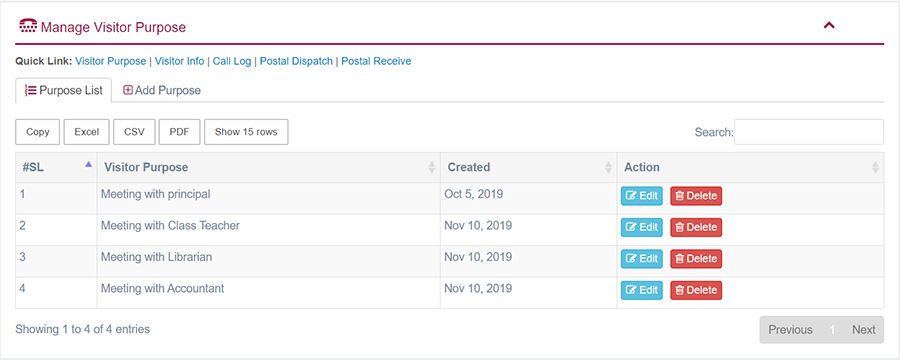 Manage Visitor Purpose
Quick Link: Visitor Purpose | Visitor Info | Call Log | Postal Dispatch | Postal Receive
Purpose List Add Purpose
Copy Excel CSV PDF Show 15 rows Search:
#SL Visitor Purpose Created Action
1 Meeting with principal Oct 5, 2019 Edit Delete
2 Meeting with Class Teacher Nov 10, 2019 Edit Delete
3 Meeting with Librarian Nov 10, 2019 Edit Delete
4 Meeting with Accountant Nov 10, 2019 Edit Delete
Showing 1 to 4 of 4 entries Previous 1 Next